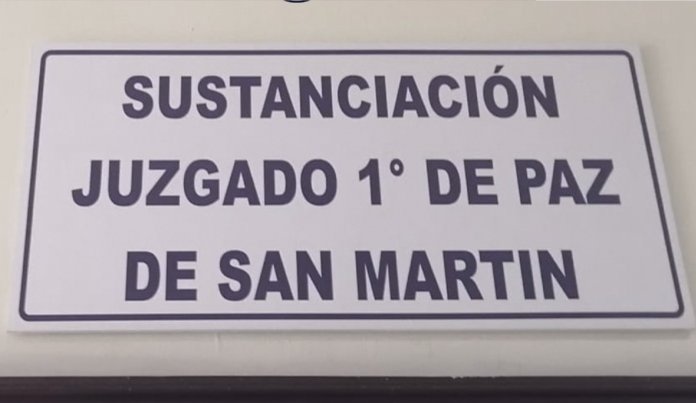 SUSTANCIACIÓN
JUZGADO 1° DE PAZ
DE SAN MARTIN